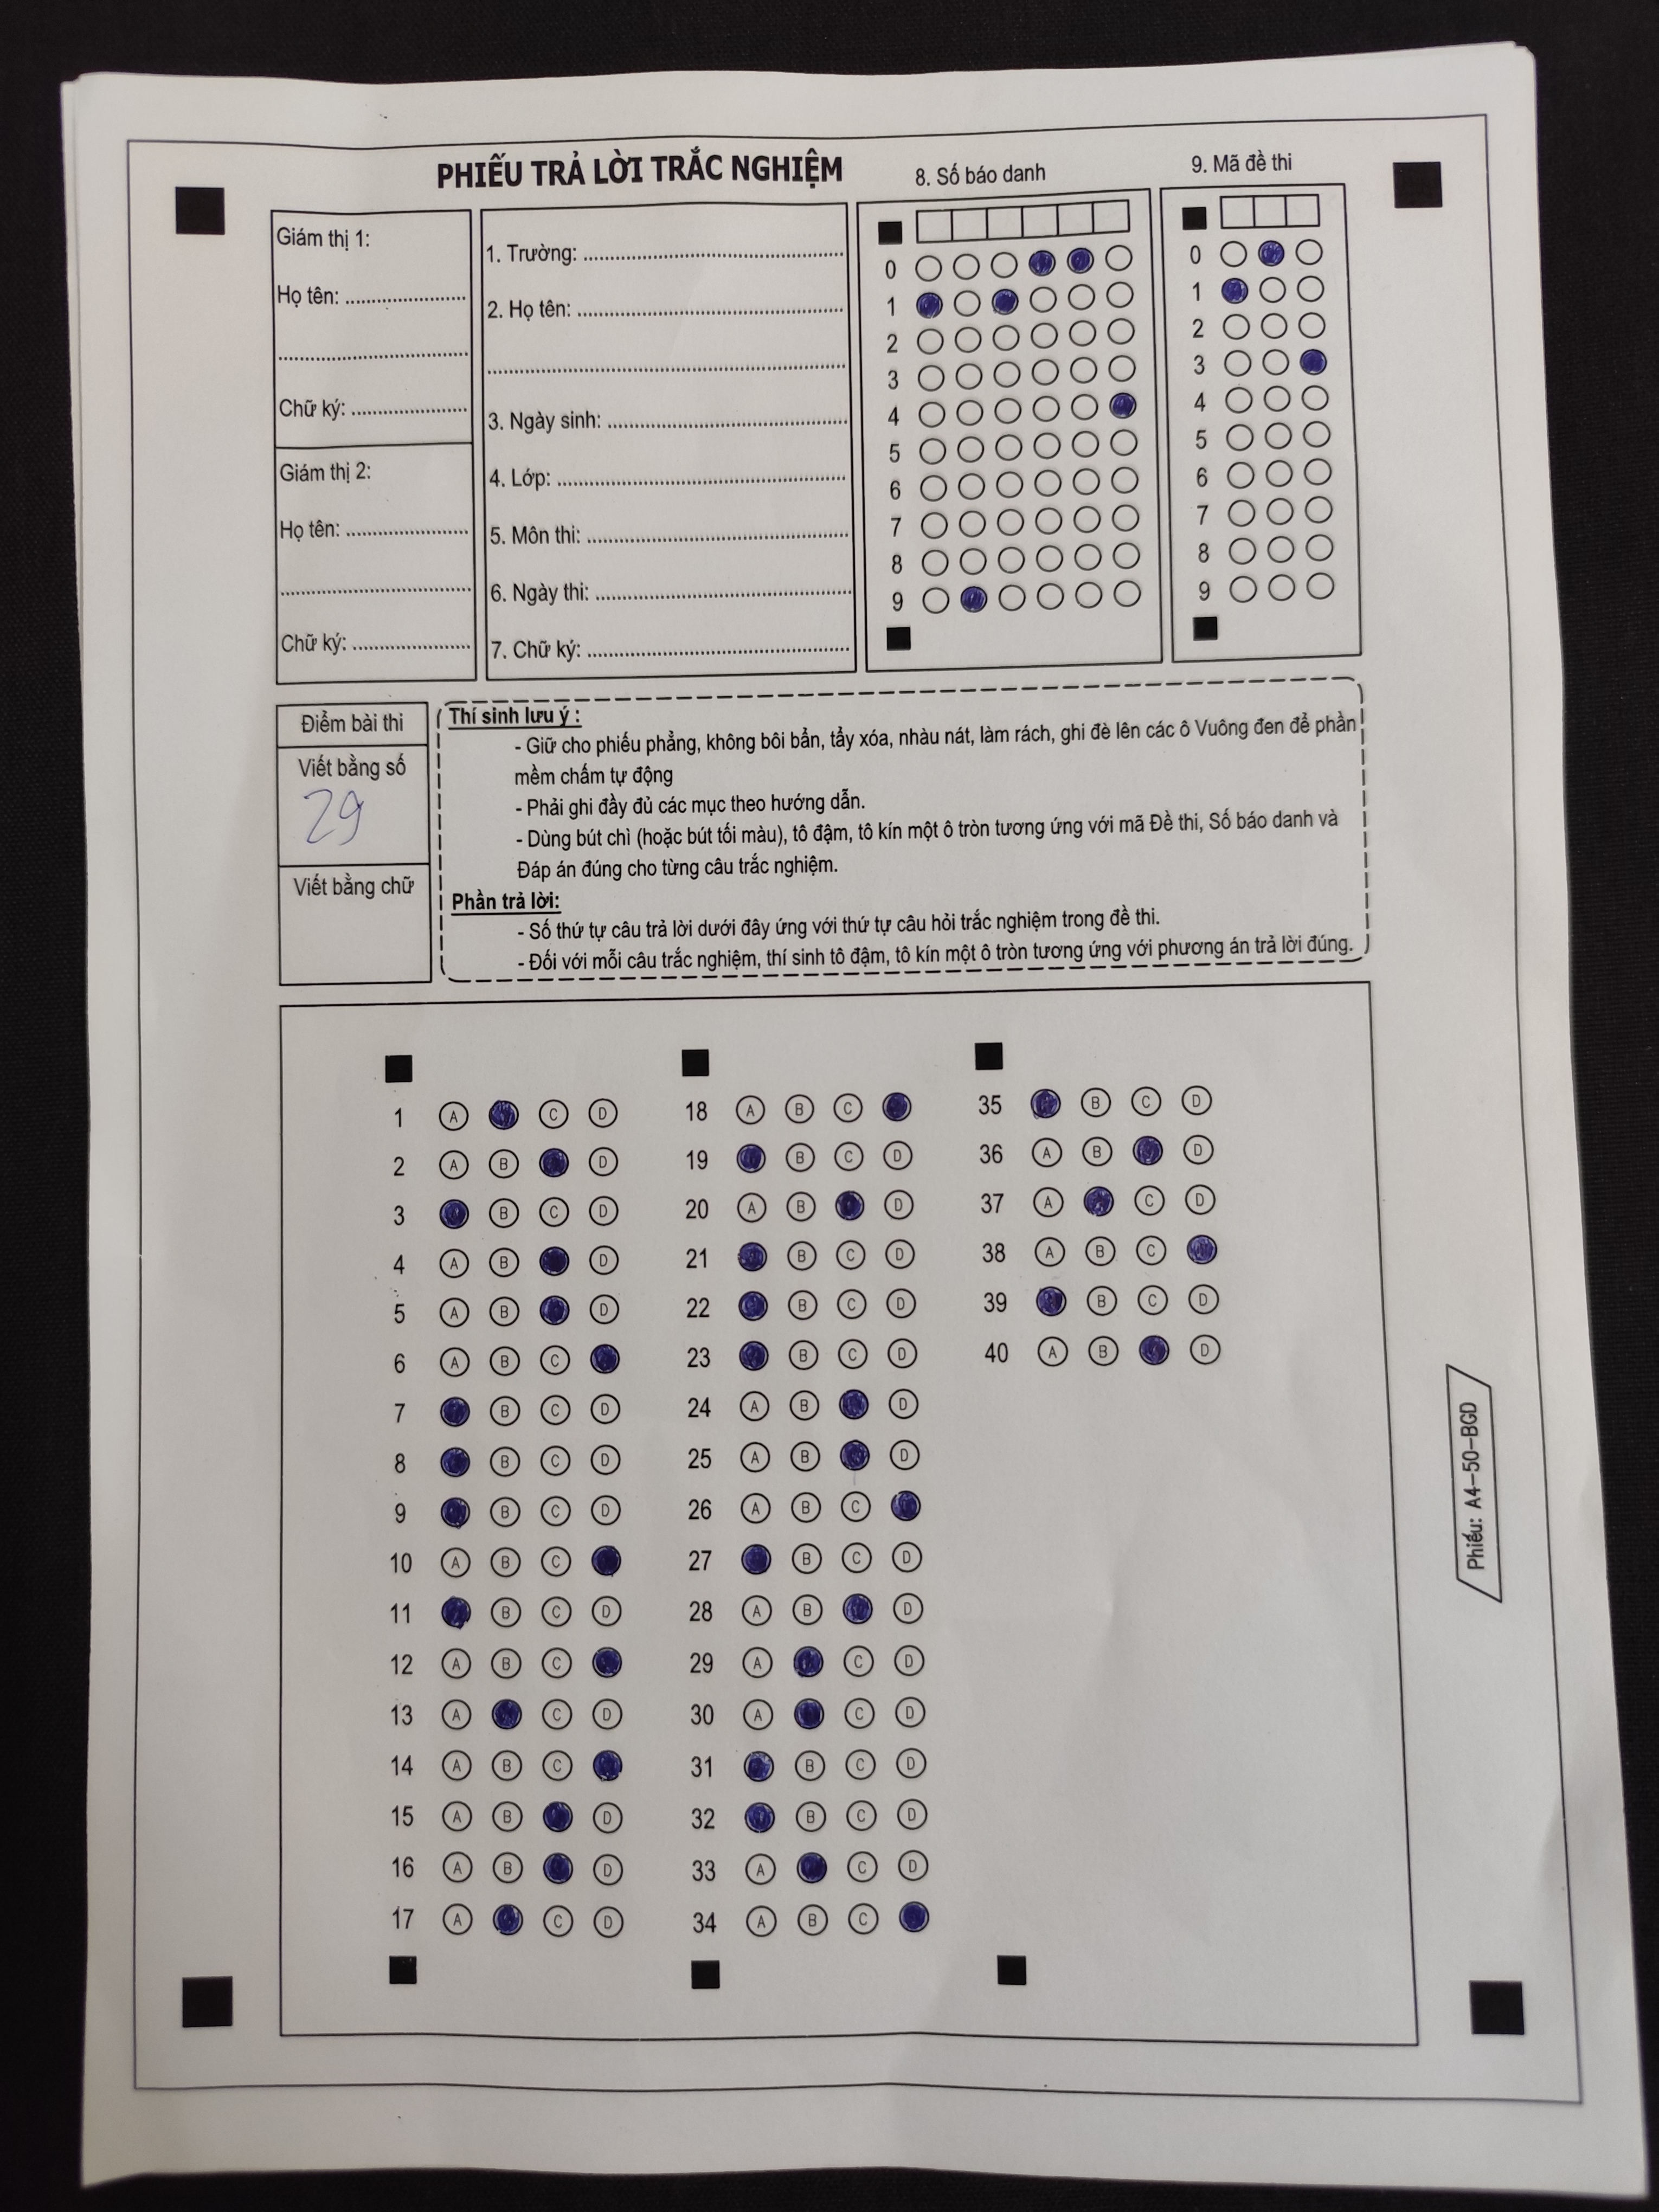 PHIẾU TRẢ LỜI TRẮC NGHIỆM
8. Số báo danh
9. Mã đề thi
Giám thị 1:
Họ tên:
Chữ ký:
Giám thị 2:
Họ tên:
Chữ ký:
1. Trường:
2. Họ tên:
3. Ngày sinh:
4. Lớp:
5. Môn thi:
6. Ngày thi:
7. Chữ ký:
0
1
2
3
4
5
6
7
8
9
0
1
2
3
4
5
6
7
8
9
Điểm bài thi
Viết bằng số
29
Viết bằng chữ
Thí sinh lưu ý :
- Giữ cho phiếu phẳng, không bôi bẩn, tẩy xóa, nhàu nát, làm rách, ghi đè lên các ô Vuông đen để phần
mềm chấm tự động
- Phải ghi đầy đủ các mục theo hướng dẫn.
- Dùng bút chì (hoặc bút tối màu), tô đậm, tô kín một ô tròn tương ứng với mã Đề thi, Số báo danh và
Đáp án đúng cho từng câu trắc nghiệm.
Phần trả lời:
- Số thứ tự câu trả lời dưới đây ứng với thứ tự câu hỏi trắc nghiệm trong đề thi.
- Đối với mỗi câu trắc nghiệm, thí sinh tô đậm, tô kín một ô tròn tương ứng với phương án trả lời đúng.
1 A C D
2 A B D
3 B C D
4 A B D
5 A B D
6 A B C
7 B C D
8 B C D
9 B C D
10 A B C
11 B C D
12 A B C
13 A C D
14 A B C
15 A B D
16 A B D
17 A C D
18 A B C
19 B C D
20 A B D
21 B C D
22 B C D
23 B C D
24 A B D
25 A B D
26 A B C
27 B C D
28 A B D
29 A C D
30 A C D
31 B C D
32 B C D
33 A C D
34 A B C
35 B C D
36 A B D
37 A C D
38 A B C
39 B C D
40 A B D
Phiếu: A4-50-BGD